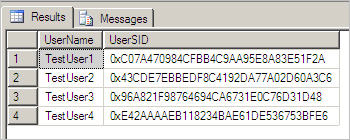 Results Messages
UserName UserSID
1 TestUser1 0xC07A470984CFBB4C9AA95E8A83E51F2A
2 TestUser2 0x43CDE7EBBEDF8C4192DA77A02D60A3C6
3 TestUser3 0x96A821F98764694CA6731E0C76D31D48
4 TestUser4 0xE42AAAAEB118234BAE61DE536753BFE6